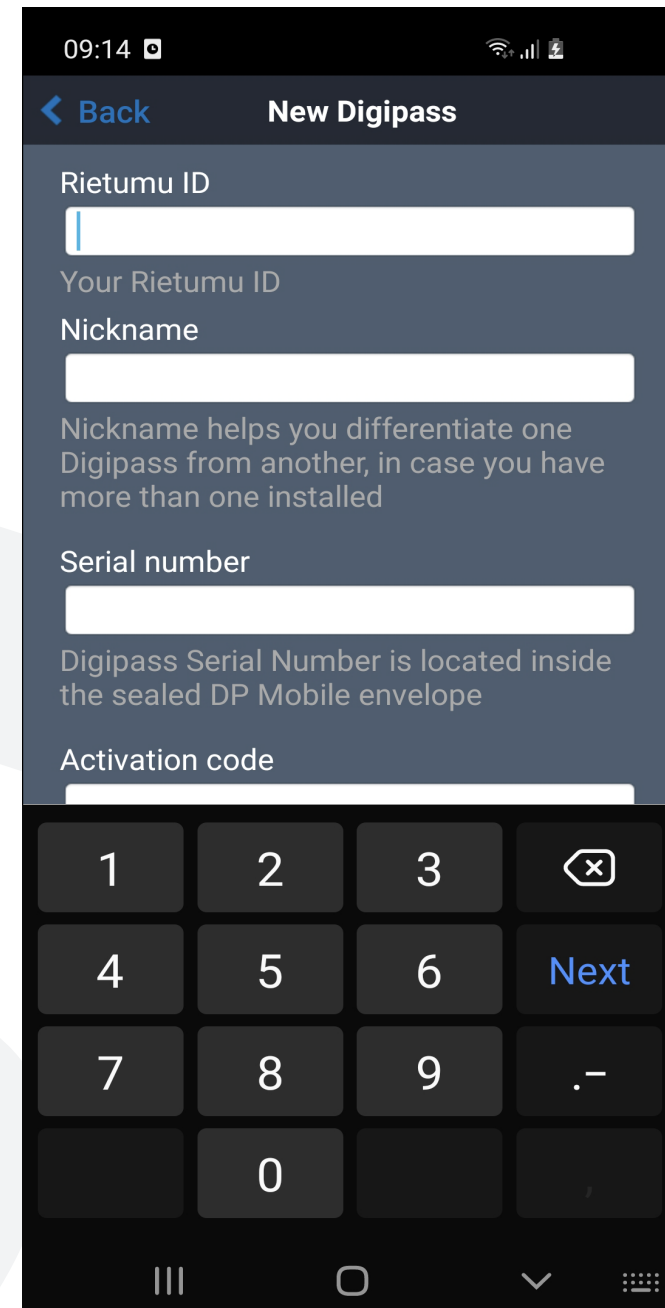 09:14
Back New Digipass
Rietumu ID
Your Rietumu ID
Nickname
Nickname helps you differentiate one
Digipass from another, in case you have
more than one installed
Serial number
Digipass Serial Number is located inside
the sealed DP Mobile envelope
Activation code
1 2 3
4 5 6 Next
7 8 9 .–
0 ,